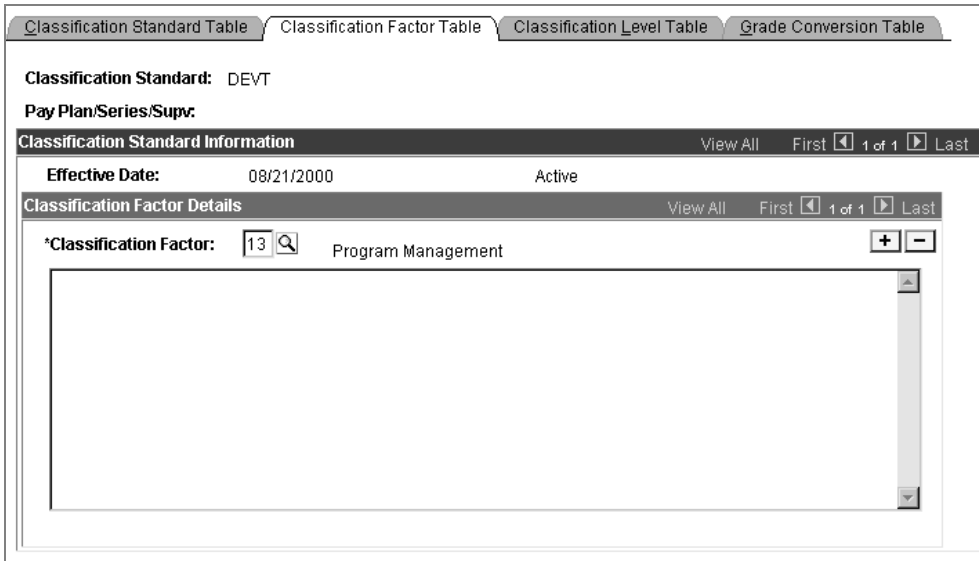 Classification Standard Table Classification Factor Table Classification Level Table Grade Conversion Table
Classification Standard: DEVT
Pay Plan/Series/Supv:
Classification Standard Information View All First 1 of 1 Last
Effective Date: 08/21/2000 Active
Classification Factor Details View All First 1 of 1 Last
*Classification Factor: 13 Program Management + −